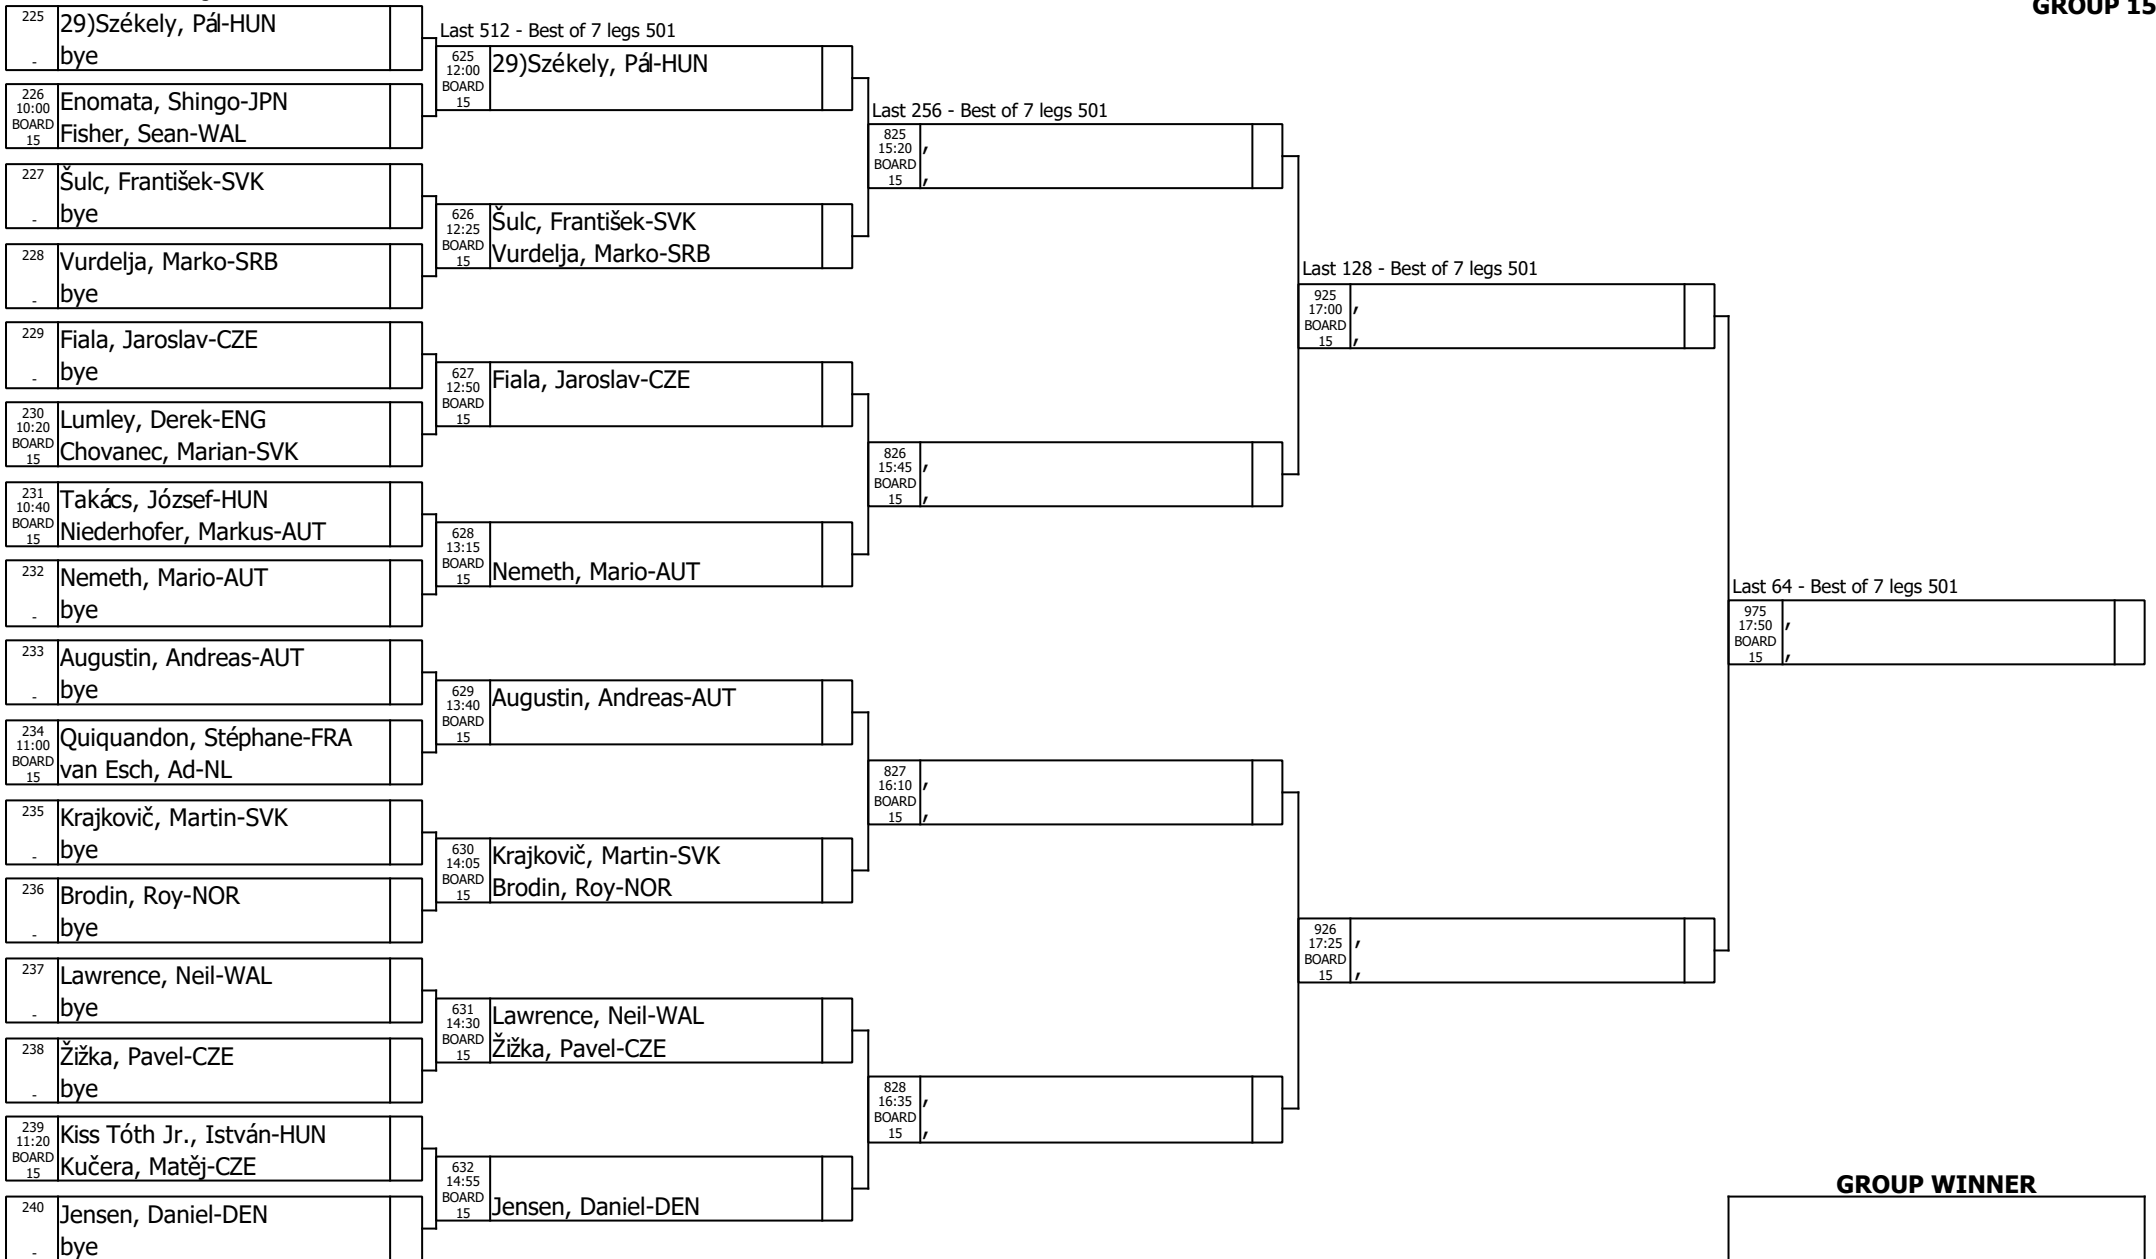 GROUP 15
225
29)Székely, Pál-HUN
-
bye
226
10:00
BOARD
15
Enomata, Shingo-JPN
Fisher, Sean-WAL
227
Šulc, František-SVK
-
bye
228
Vurdelja, Marko-SRB
-
bye
229
Fiala, Jaroslav-CZE
-
bye
230
10:20
BOARD
15
Lumley, Derek-ENG
Chovanec, Marian-SVK
231
10:40
BOARD
15
Takács, József-HUN
Niederhofer, Markus-AUT
232
Nemeth, Mario-AUT
-
bye
233
Augustin, Andreas-AUT
-
bye
234
11:00
BOARD
15
Quiquandon, Stéphane-FRA
van Esch, Ad-NL
235
Krajkovič, Martin-SVK
-
bye
236
Brodin, Roy-NOR
-
bye
237
Lawrence, Neil-WAL
-
bye
238
Žižka, Pavel-CZE
-
bye
239
11:20
BOARD
15
Kiss Tóth Jr., István-HUN
Kučera, Matěj-CZE
240
Jensen, Daniel-DEN
-
bye
Last 512 - Best of 7 legs 501
625
12:00
BOARD
15
29)Székely, Pál-HUN
626
12:25
BOARD
15
Šulc, František-SVK
Vurdelja, Marko-SRB
627
12:50
BOARD
15
Fiala, Jaroslav-CZE
628
13:15
BOARD
15
Nemeth, Mario-AUT
629
13:40
BOARD
15
Augustin, Andreas-AUT
630
14:05
BOARD
15
Krajkovič, Martin-SVK
Brodin, Roy-NOR
631
14:30
BOARD
15
Lawrence, Neil-WAL
Žižka, Pavel-CZE
632
14:55
BOARD
15
Jensen, Daniel-DEN
Last 256 - Best of 7 legs 501
825
15:20
BOARD
15
,
,
826
15:45
BOARD
15
,
,
827
16:10
BOARD
15
,
,
828
16:35
BOARD
15
,
,
Last 128 - Best of 7 legs 501
925
17:00
BOARD
15
,
,
926
17:25
BOARD
15
,
,
Last 64 - Best of 7 legs 501
975
17:50
BOARD
15
,
,
GROUP WINNER